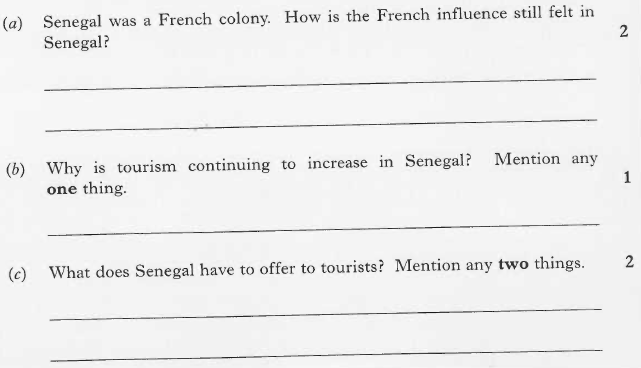 (a) Senegal was a French colony. How is the French influence still felt in
Senegal?
2
(b) Why is tourism continuing to increase in Senegal? Mention any
one thing.
1
(c) What does Senegal have to offer to tourists? Mention any two things. 2